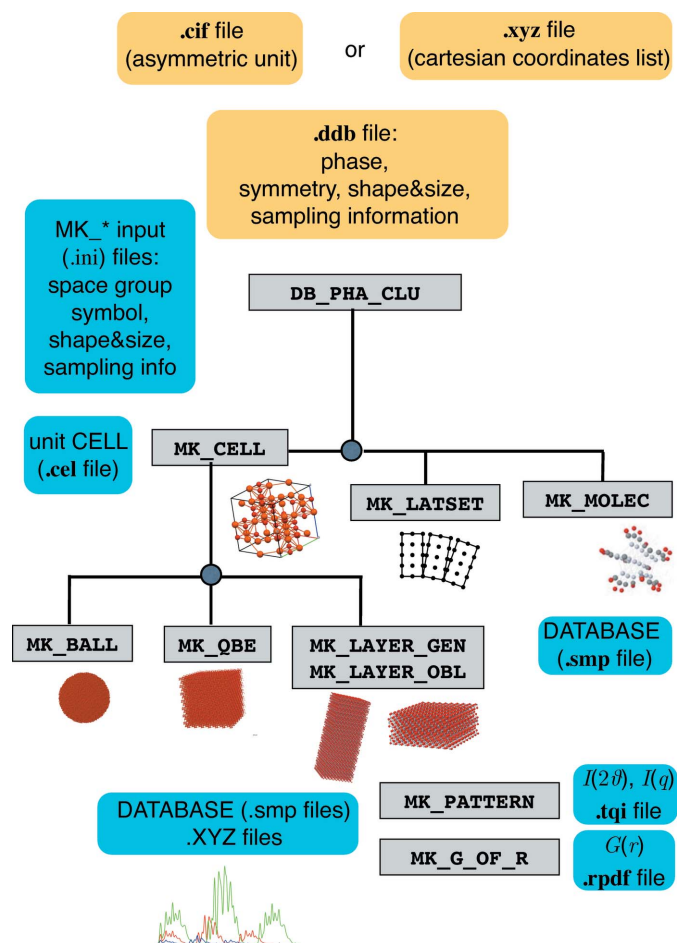 .cif file
(asymmetric unit)
or
.xyz file
(cartesian coordinates list)
.ddb file:
phase,
symmetry, shape&size,
sampling information
MK_* input
(.ini) files:
space group
symbol,
shape&size,
sampling info
DB_PHA_CLU
unit CELL
(.cel file)
MK_CELL
MK_LATSET
MK_MOLEC
MK_BALL
MK_QBE
MK_LAYER_GEN
MK_LAYER_OBL
DATABASE
(.smp file)
DATABASE (.smp files)
.XYZ files
MK_PATTERN
I(2ϑ), I(q)
.tqi file
MK_G_OF_R
G(r)
.rpdf file